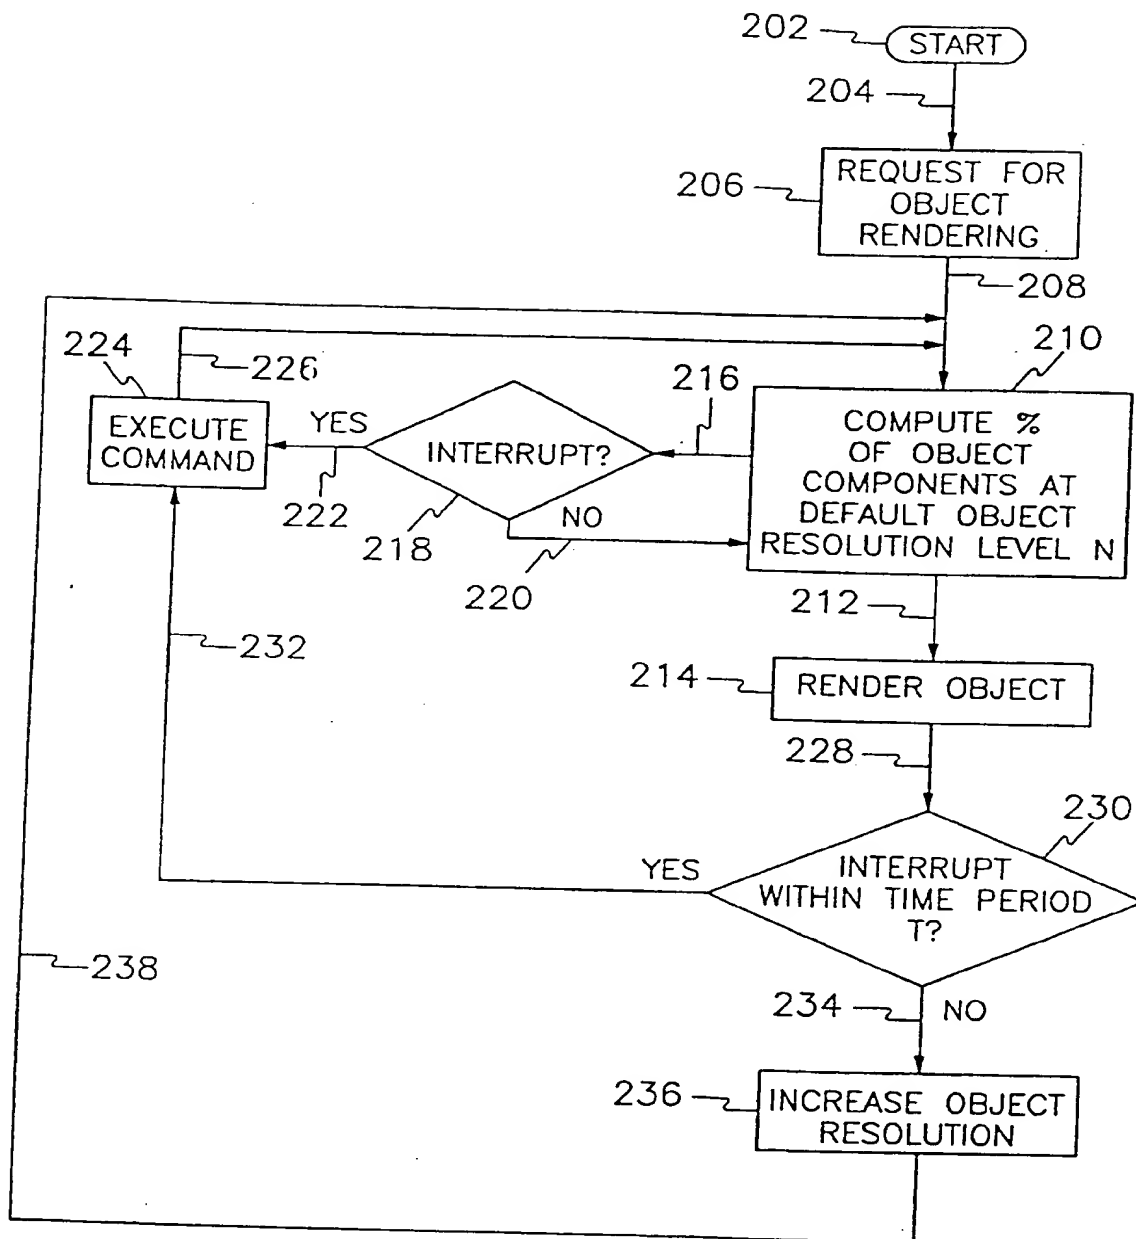 202
START
204
206
REQUEST FOR
OBJECT
RENDERING
208
224
226
210
216
YES
EXECUTE
COMMAND
INTERRUPT?
COMPUTE %
OF OBJECT
COMPONENTS AT
DEFAULT OBJECT
RESOLUTION LEVEL N
222
218
NO
220
212
232
214
RENDER OBJECT
228
230
YES
INTERRUPT
WITHIN TIME PERIOD
T?
238
234
NO
236
INCREASE OBJECT
RESOLUTION